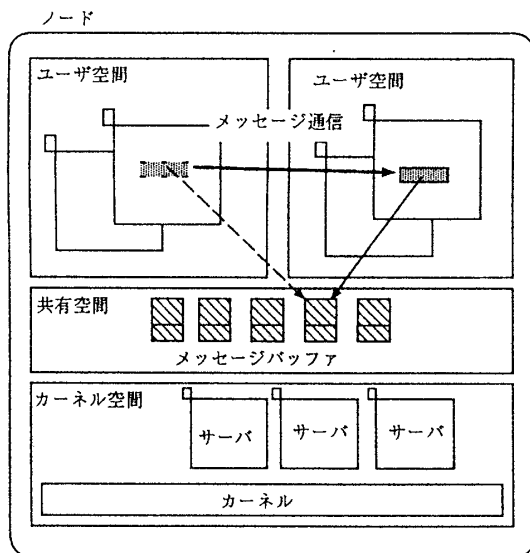 ノード
ユーザ空間
ユーザ空間
メッセージ通信
共有空間
メッセージバッファ
カーネル空間
サーバ
サーバ
サーバ
カーネル